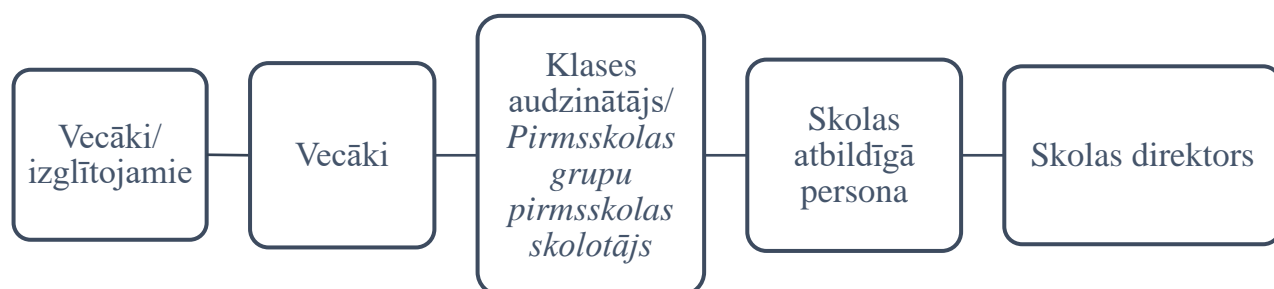 Vecāki/
izglītojamie
Vecāki
Klases
audzinātājs/
Pirmsskolas
grupu
pirmsskolas
skolotājs
Skolas
atbildīgā
persona
Skolas direktors